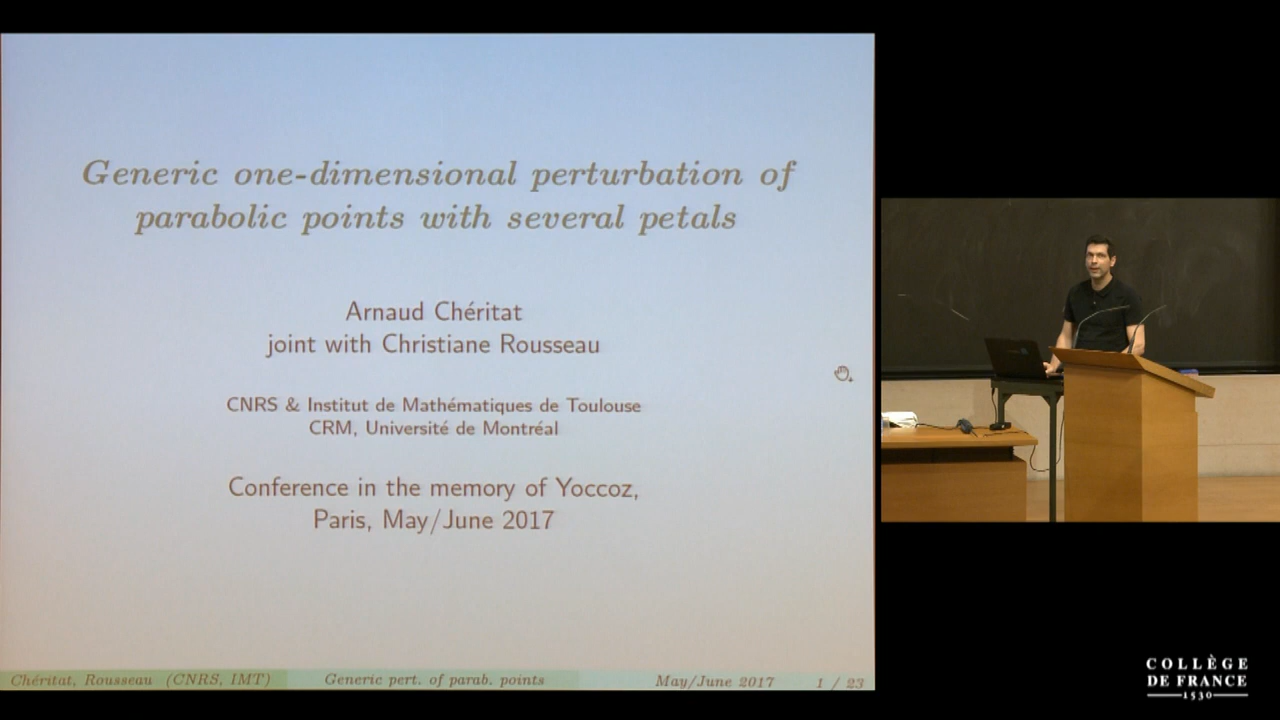 Generic one-dimensional perturbation of
parabolic points with several petals
Arnaud Chéritat
joint with Christiane Rousseau
CNRS & Institut de Mathématiques de Toulouse
CRM, Université de Montréal
Conference in the memory of Yoccoz,
Paris, May/June 2017
Chéritat, Rousseau (CNRS, IMT) Generic pert. of parab. points May/June 2017 1 / 23
COLLÈGE
DE FRANCE
1530